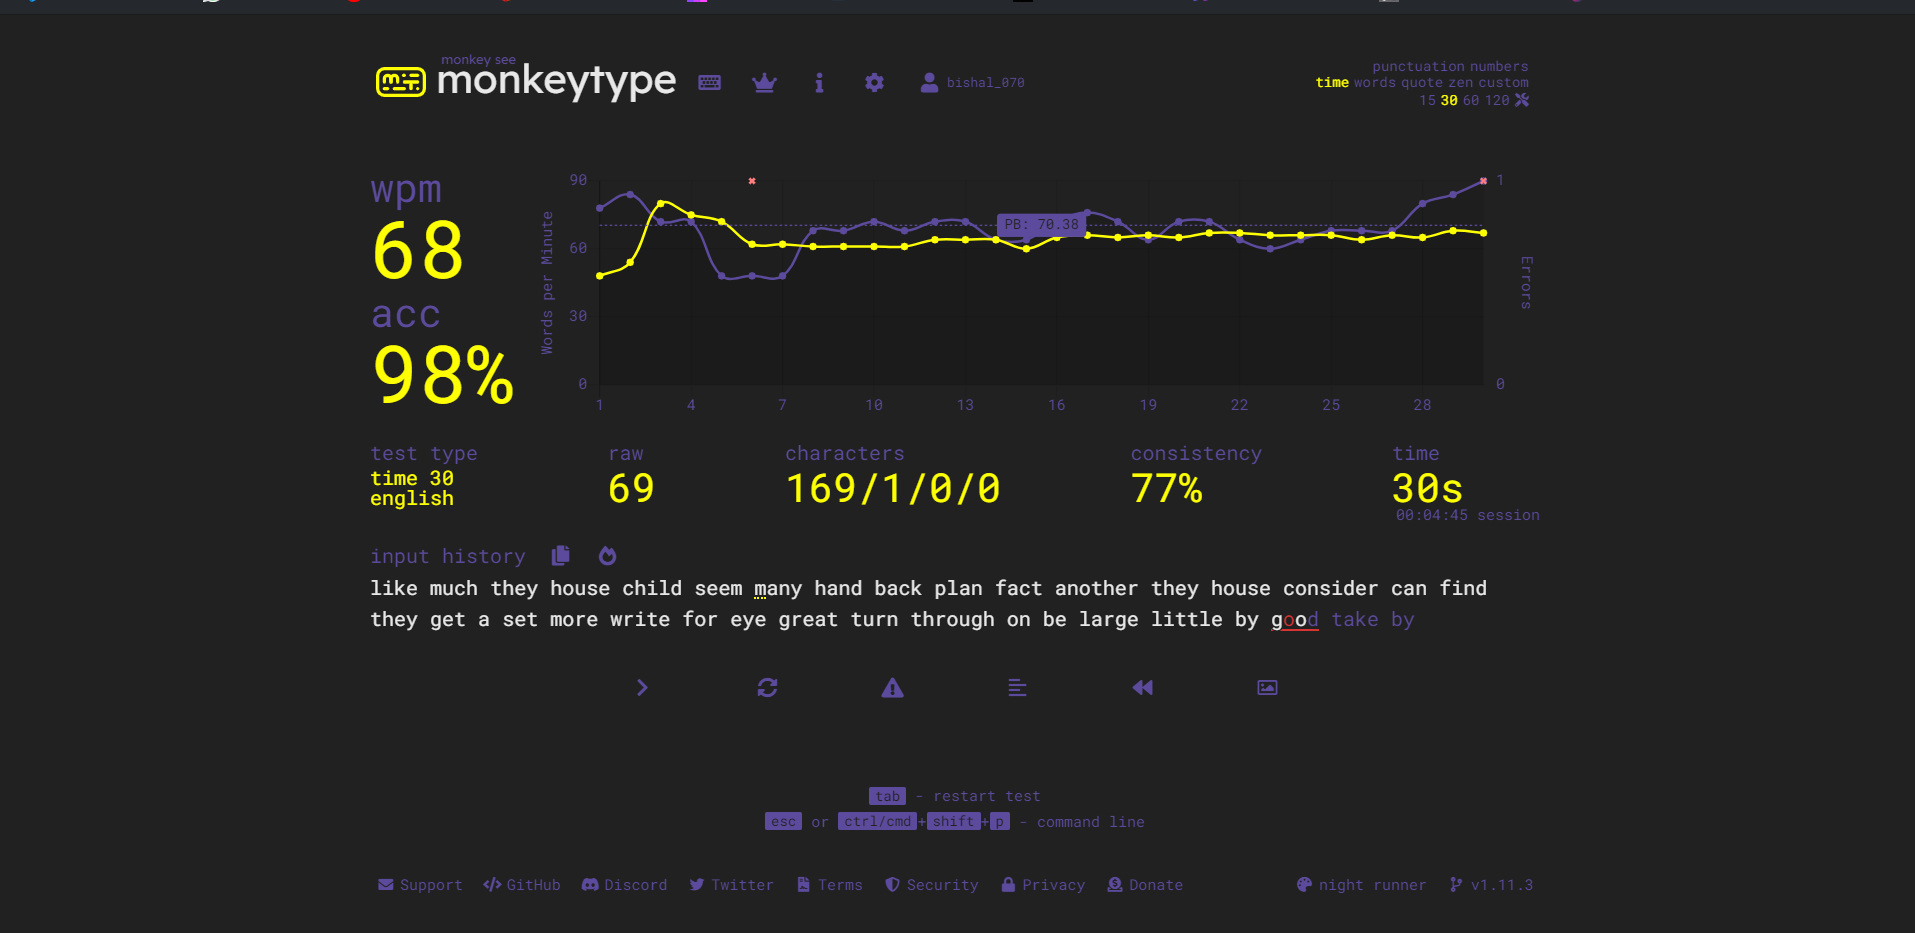 monkey see
monkeytype
bishal_070
punctuation numbers
time words quote zen custom
15 30 60 120
wpm
68
acc
98%
Words per Minute
90
60
30
0
PB: 70.38
1
0
Errors
1 4 7 10 13 16 19 22 25 28
test type
time 30
english
raw
69
characters
169/1/0/0
consistency
77%
time
30s
00:04:45 session
input history
like much they house child seem many hand back plan fact another they house consider can find
they get a set more write for eye great turn through on be large little by good take by
tab - restart test
esc or ctrl/cmd+shift+p - command line
Support GitHub Discord Twitter Terms Security Privacy Donate night runner v1.11.3